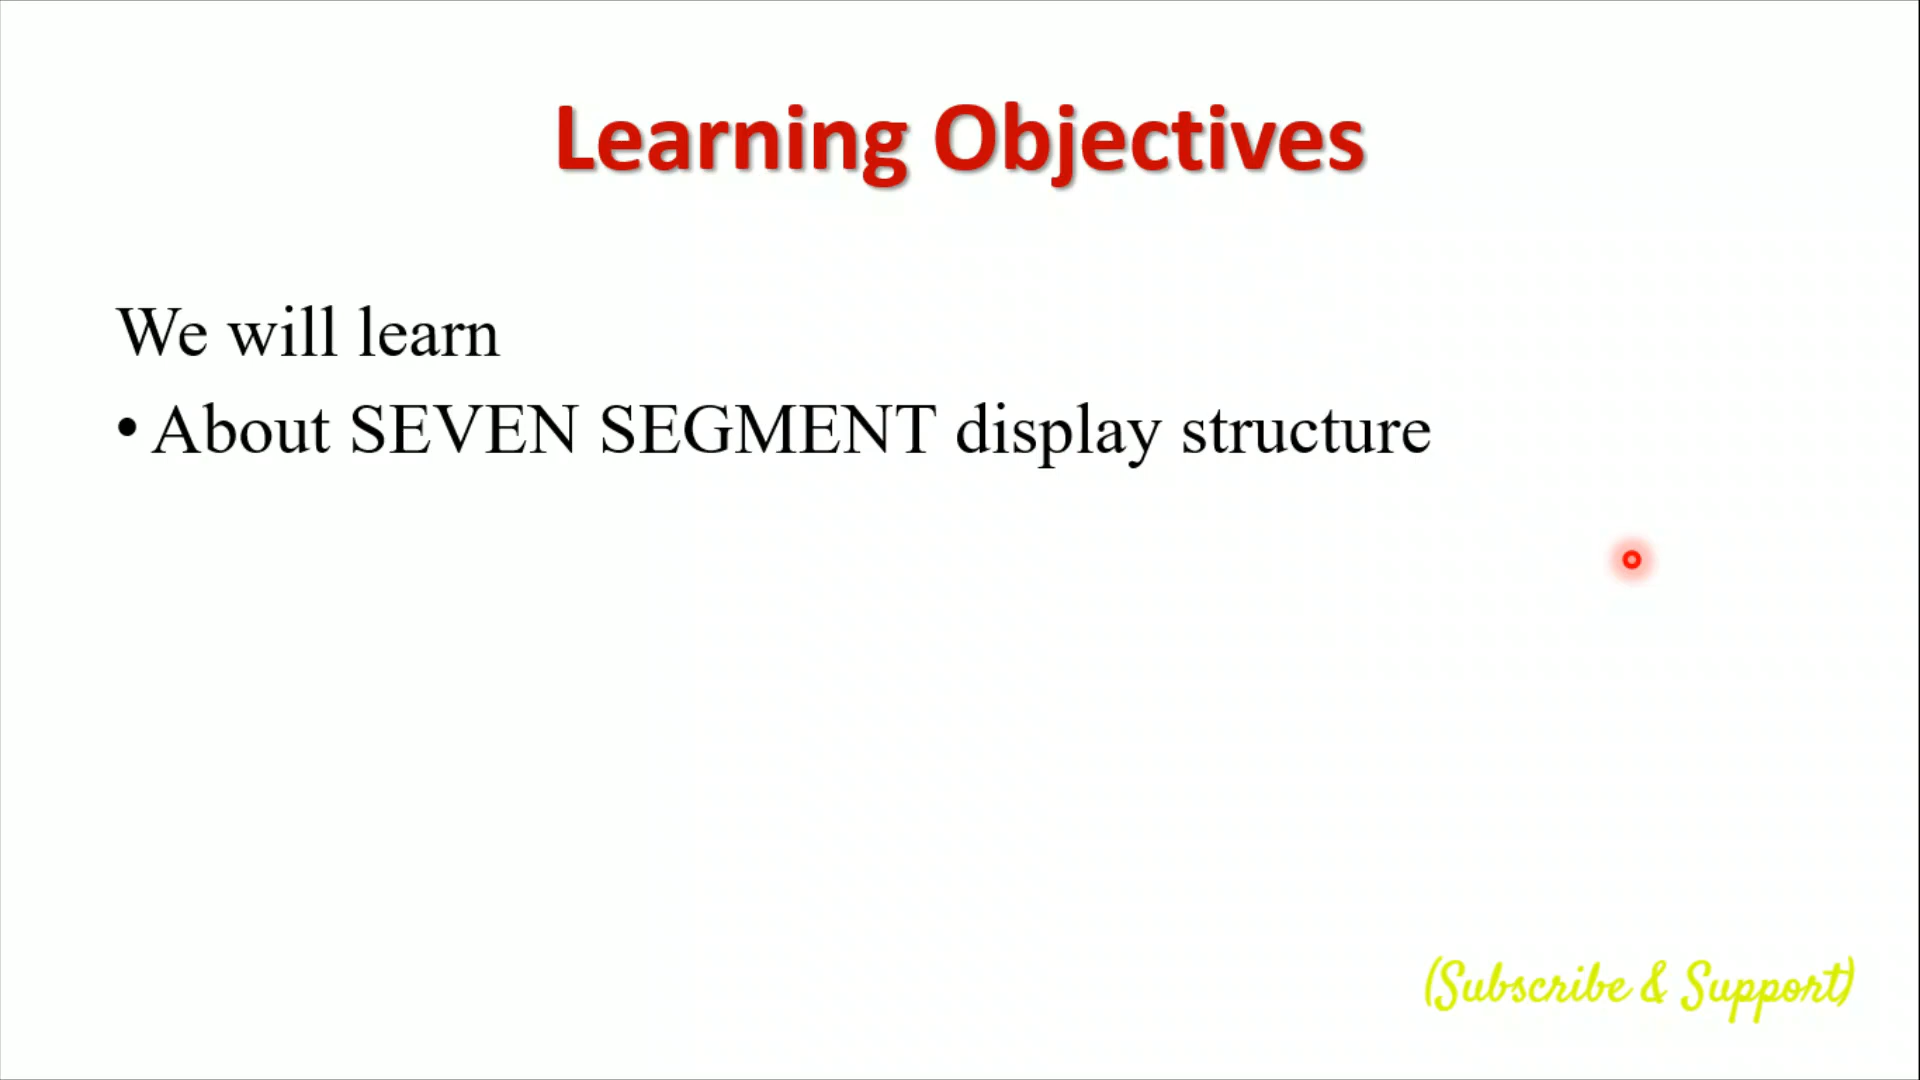 Learning Objectives
We will learn
• About SEVEN SEGMENT display structure
(Subscribe & Support)